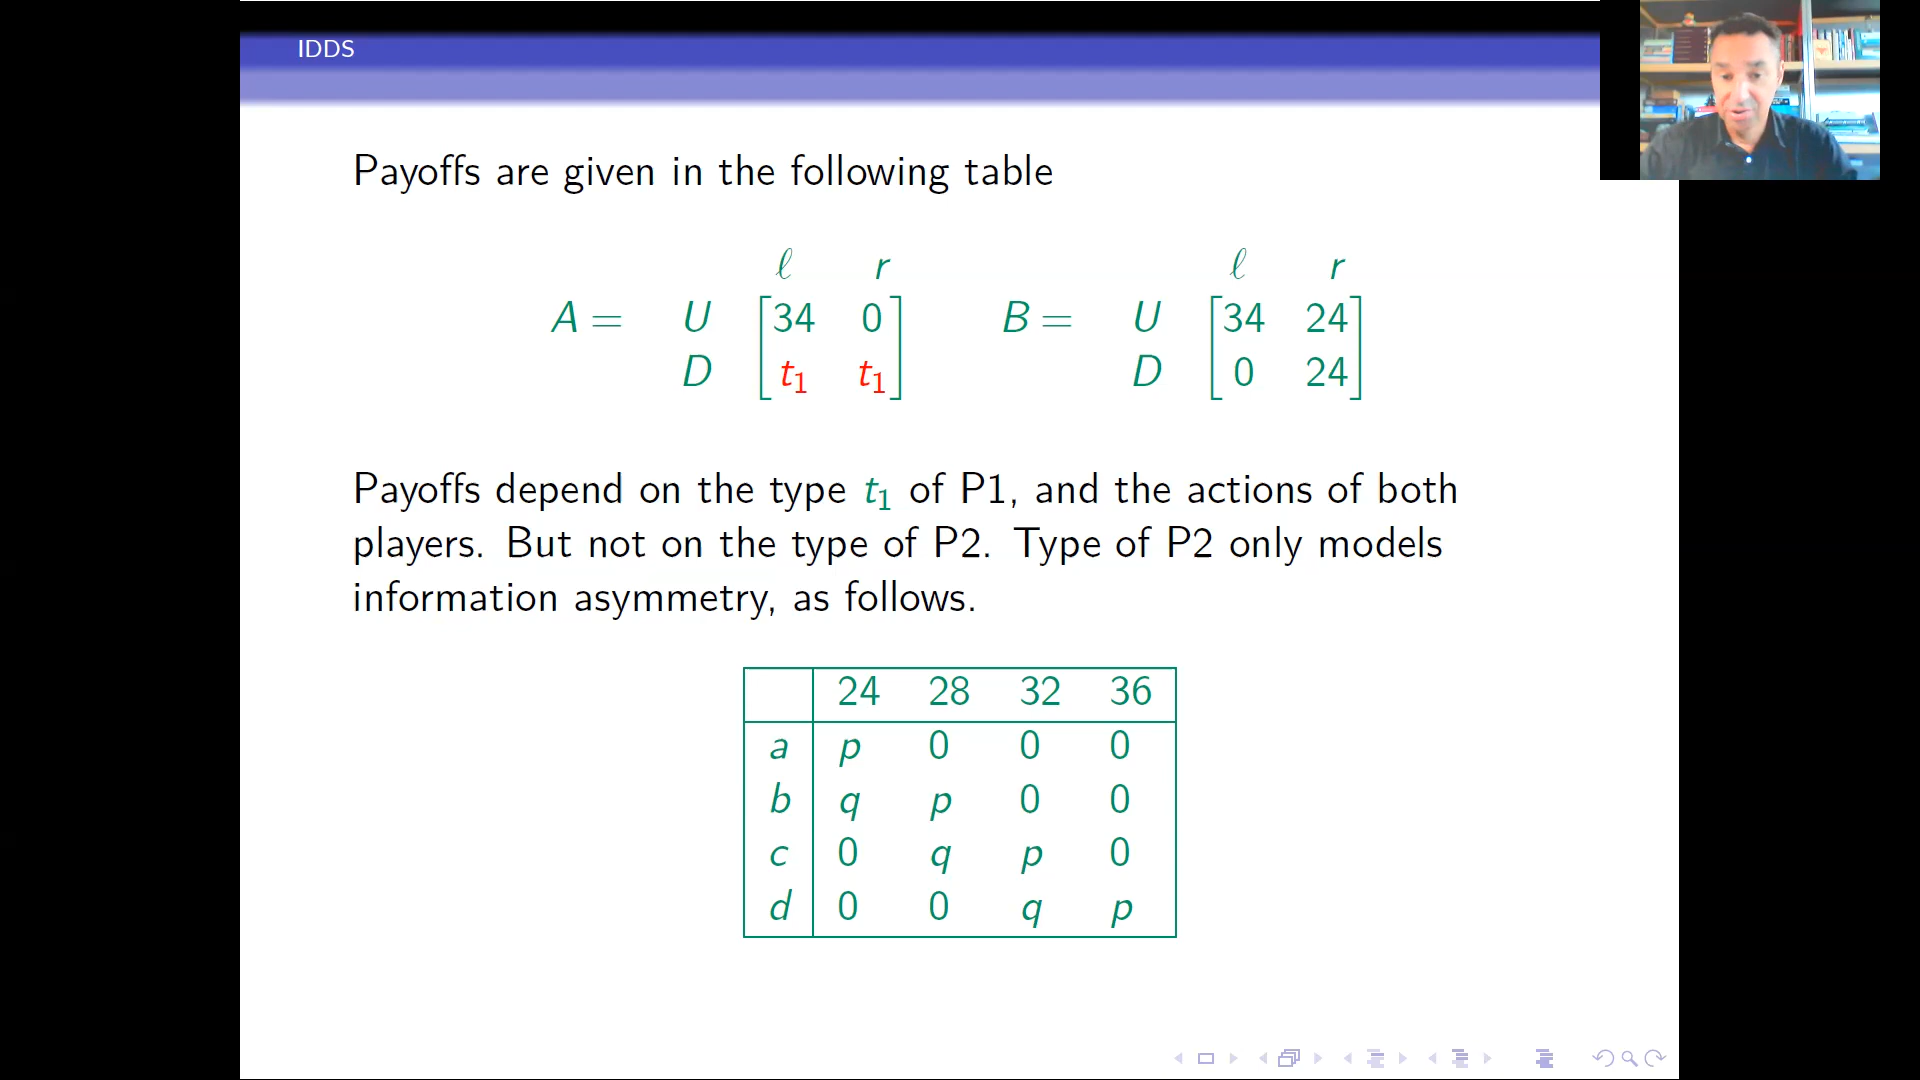 IDDS
Payoffs are given in the following table
ℓ r ℓ r
A = U [34 0] B = U [34 24]
D [t₁ t₁] D [0 24]
Payoffs depend on the type t₁ of P1, and the actions of both
players. But not on the type of P2. Type of P2 only models
information asymmetry, as follows.
24 28 32 36
a p 0 0 0
b q p 0 0
c 0 q p 0
d 0 0 q p